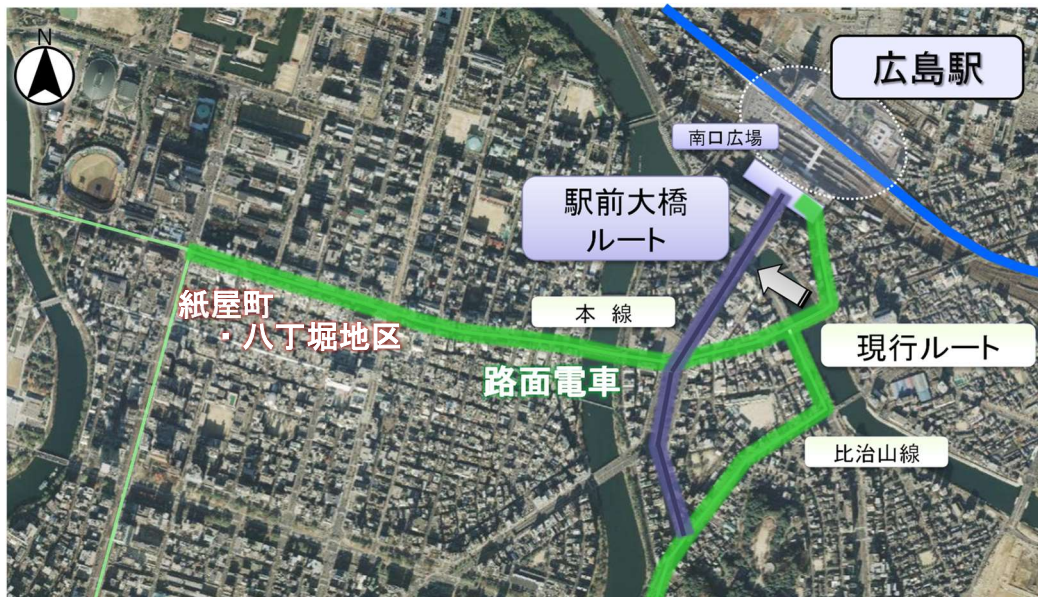 N
広島駅
南口広場
駅前大橋
ルート
紙屋町
・八丁堀地区
本 線
路面電車
現行ルート
比治山線